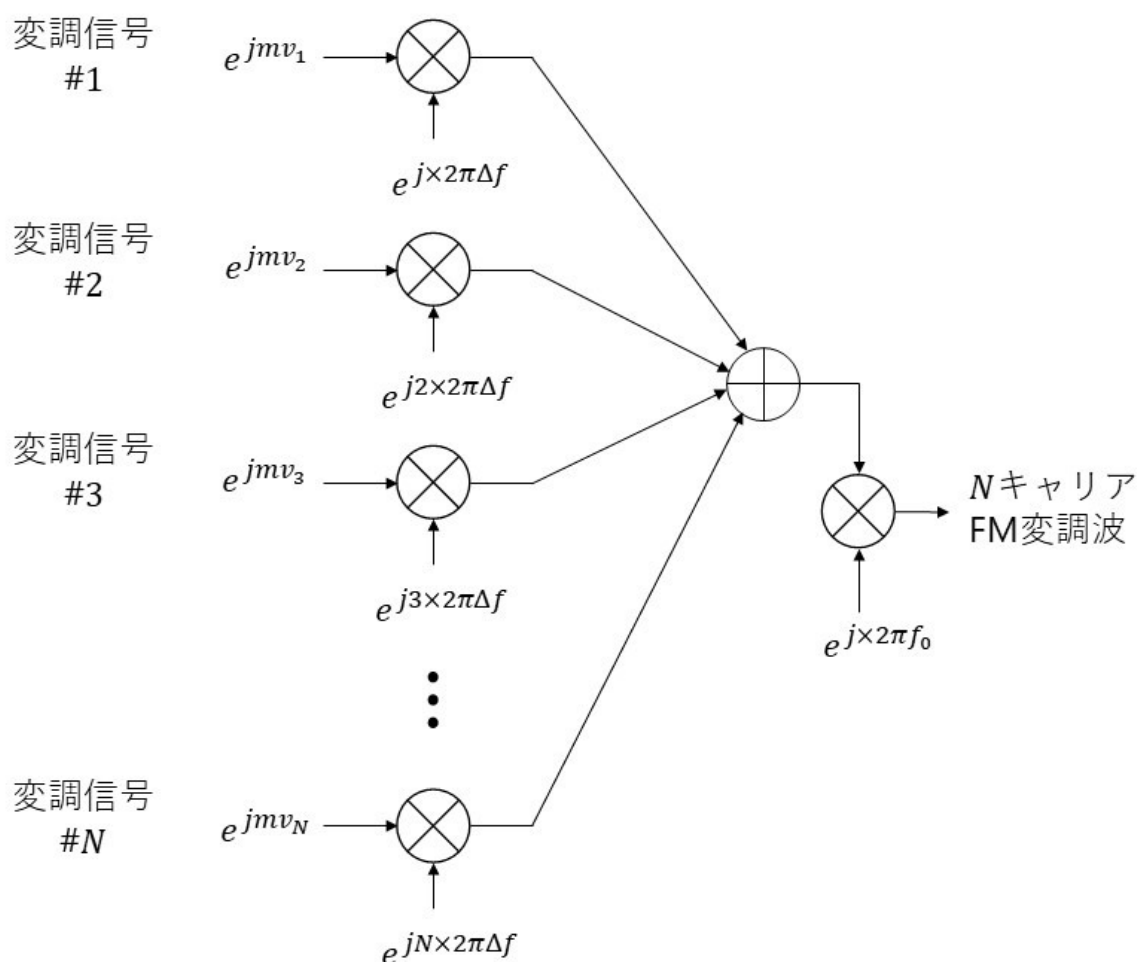 変調信号
#1
e^{jmv_1}
e^{j×2πΔf}
変調信号
#2
e^{jmv_2}
e^{j2×2πΔf}
変調信号
#3
e^{jmv_3}
e^{j3×2πΔf}
Nキャリア
FM変調波
e^{j×2πf_0}
変調信号
#N
e^{jmv_N}
e^{jN×2πΔf}